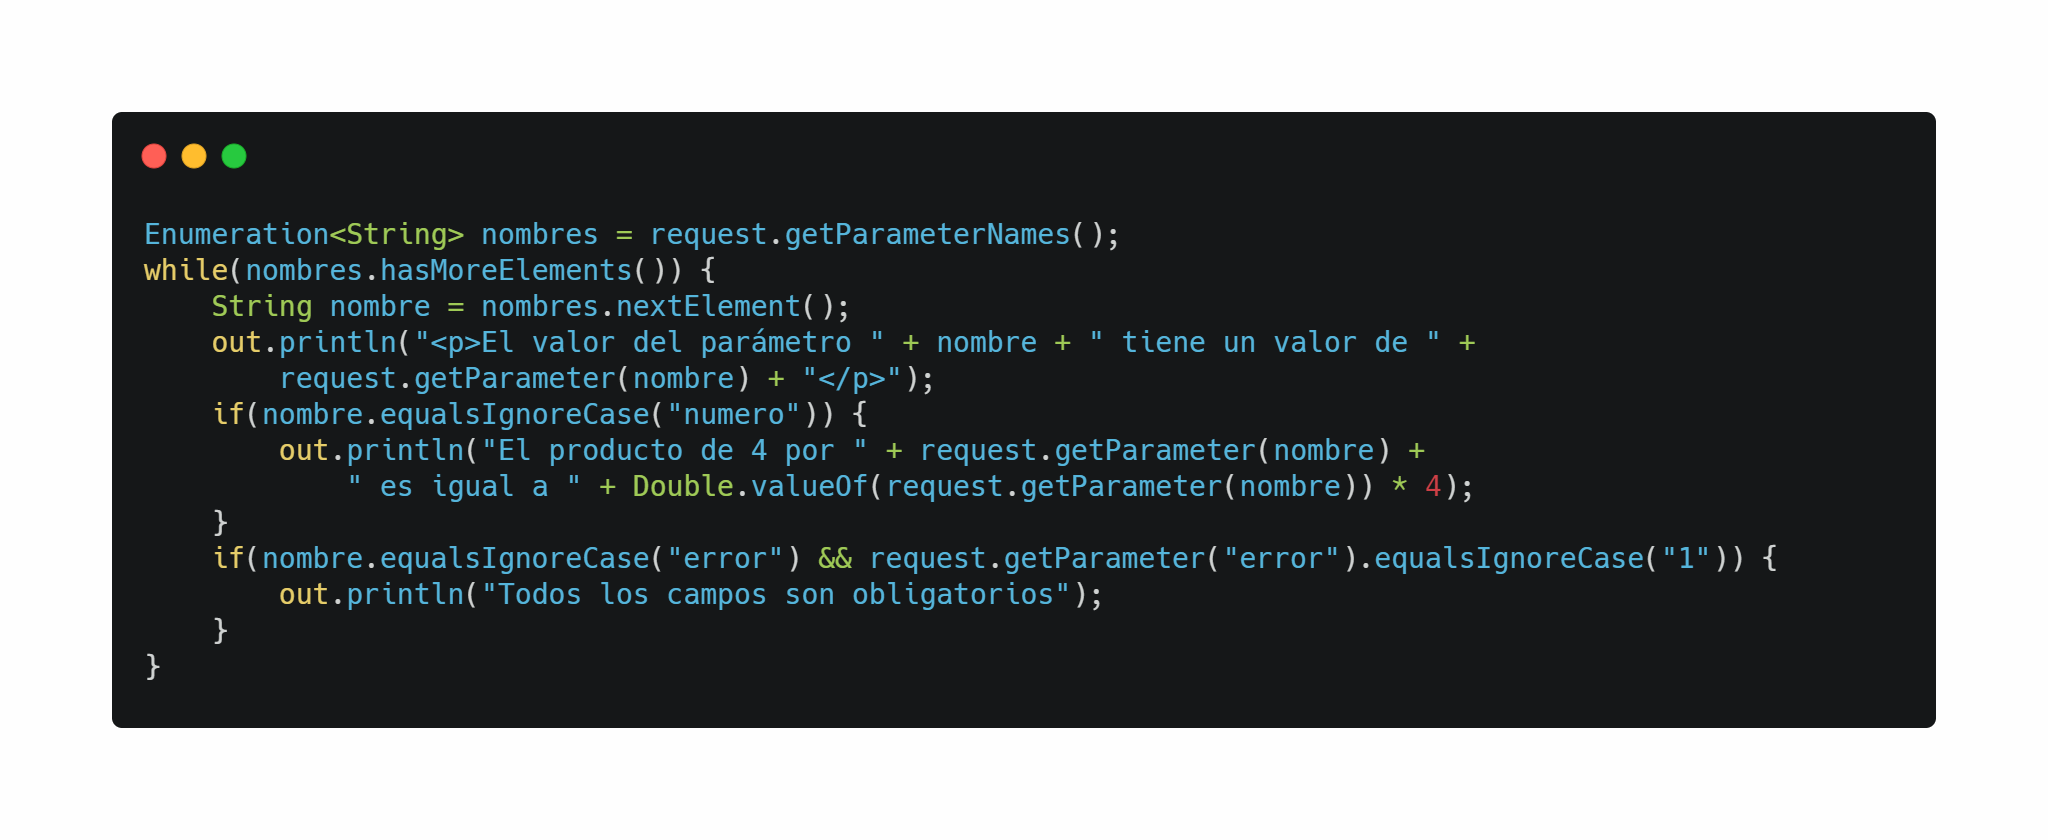 Enumeration<String> nombres = request.getParameterNames();
while(nombres.hasMoreElements()) {
    String nombre = nombres.nextElement();
    out.println("<p>El valor del parámetro " + nombre + " tiene un valor de " +
        request.getParameter(nombre) + "</p>");
    if(nombre.equalsIgnoreCase("numero")) {
        out.println("El producto de 4 por " + request.getParameter(nombre) +
            " es igual a " + Double.valueOf(request.getParameter(nombre)) * 4);
    }
    if(nombre.equalsIgnoreCase("error") && request.getParameter("error").equalsIgnoreCase("1")) {
        out.println("Todos los campos son obligatorios");
    }
}